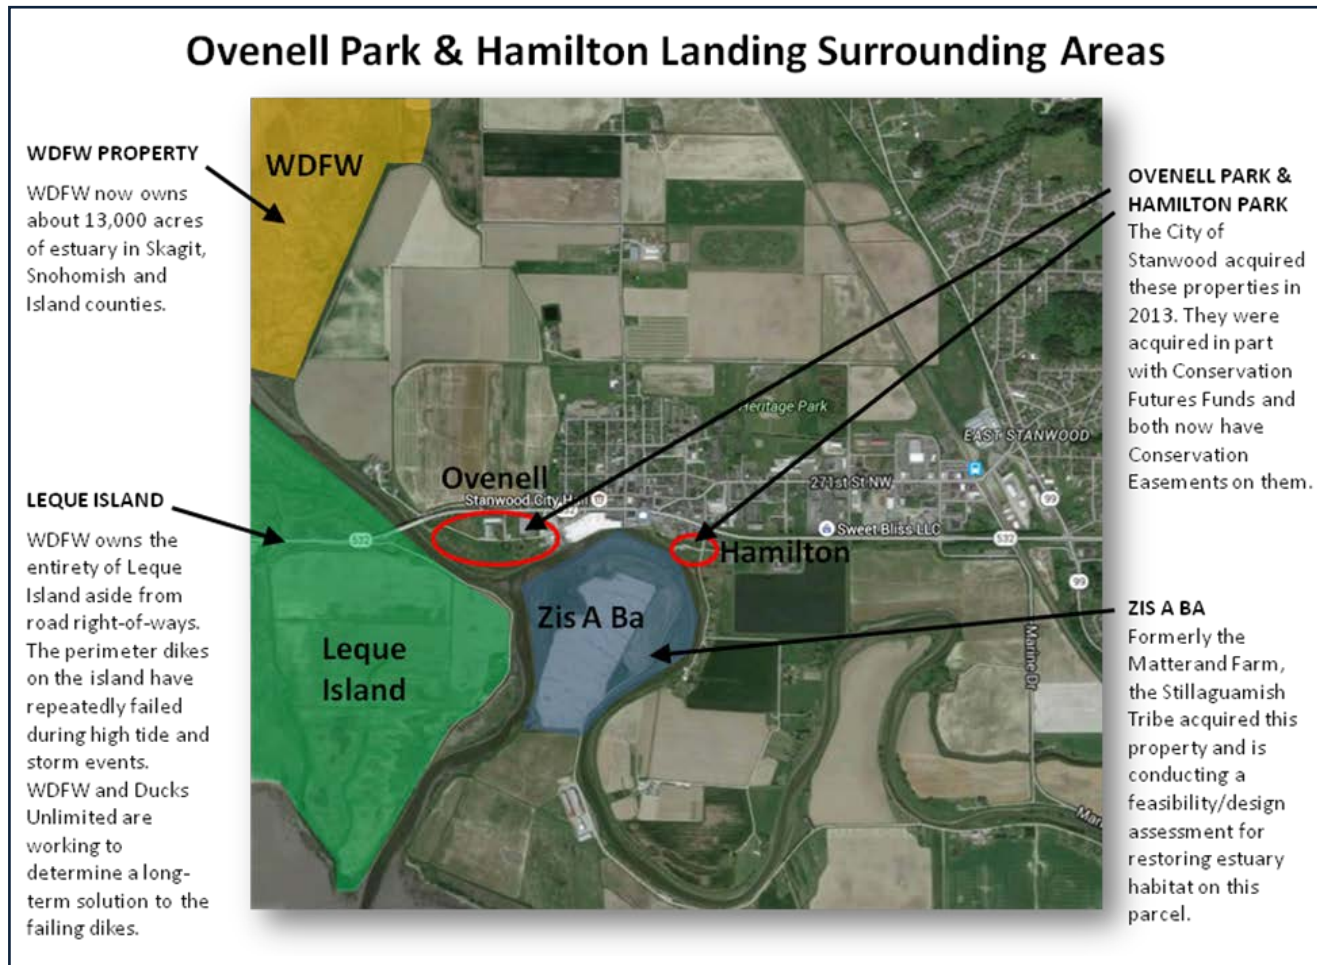 Ovenell Park & Hamilton Landing Surrounding Areas
WDFW PROPERTY
WDFW now owns
about 13,000 acres
of estuary in Skagit,
Snohomish and
Island counties.
LEQUE ISLAND
WDFW owns the
entirety of Leque
Island aside from
road right-of-ways.
The perimeter dikes
on the island have
repeatedly failed
during high tide and
storm events.
WDFW and Ducks
Unlimited are
working to
determine a long-
term solution to the
failing dikes.
WDFW
Heritage Park
EAST STANWOOD
Ovenell
Stanwood City
271st St NW
99
Sweet Bliss LLC
532
532
Hamilton
99
Zis A Ba
Leque
Island
Marine Dr
OVENELL PARK &
HAMILTON PARK
The City of
Stanwood acquired
these properties in
2013. They were
acquired in part
with Conservation
Futures Funds and
both now have
Conservation
Easements on them.
ZIS A BA
Formerly the
Matterand Farm,
the Stillaguamish
Tribe acquired this
property and is
conducting a
feasibility/design
assessment for
restoring estuary
habitat on this
parcel.